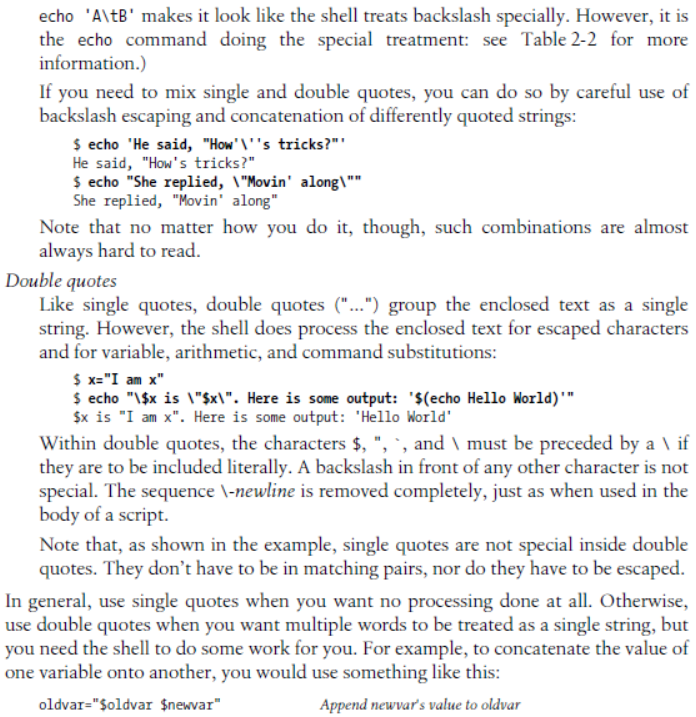 echo 'A\tB' makes it look like the shell treats backslash specially. However, it is
the echo command doing the special treatment: see Table 2-2 for more
information.)
If you need to mix single and double quotes, you can do so by careful use of
backslash escaping and concatenation of differently quoted strings:
$ echo 'He said, "How'\''s tricks?"'
He said, "How's tricks?"
$ echo "She replied, \"Movin' along\""
She replied, "Movin' along"
Note that no matter how you do it, though, such combinations are almost
always hard to read.
Double quotes
Like single quotes, double quotes ("...") group the enclosed text as a single
string. However, the shell does process the enclosed text for escaped characters
and for variable, arithmetic, and command substitutions:
$ x="I am x"
$ echo "\$x is \"$x\". Here is some output: '$(echo Hello World)'"
$x is "I am x". Here is some output: 'Hello World'
Within double quotes, the characters $, ", `, and \ must be preceded by a \ if
they are to be included literally. A backslash in front of any other character is not
special. The sequence \-newline is removed completely, just as when used in the
body of a script.
Note that, as shown in the example, single quotes are not special inside double
quotes. They don't have to be in matching pairs, nor do they have to be escaped.
In general, use single quotes when you want no processing done at all. Otherwise,
use double quotes when you want multiple words to be treated as a single string, but
you need the shell to do some work for you. For example, to concatenate the value of
one variable onto another, you would use something like this:
oldvar="$oldvar $newvar" Append newvar's value to oldvar